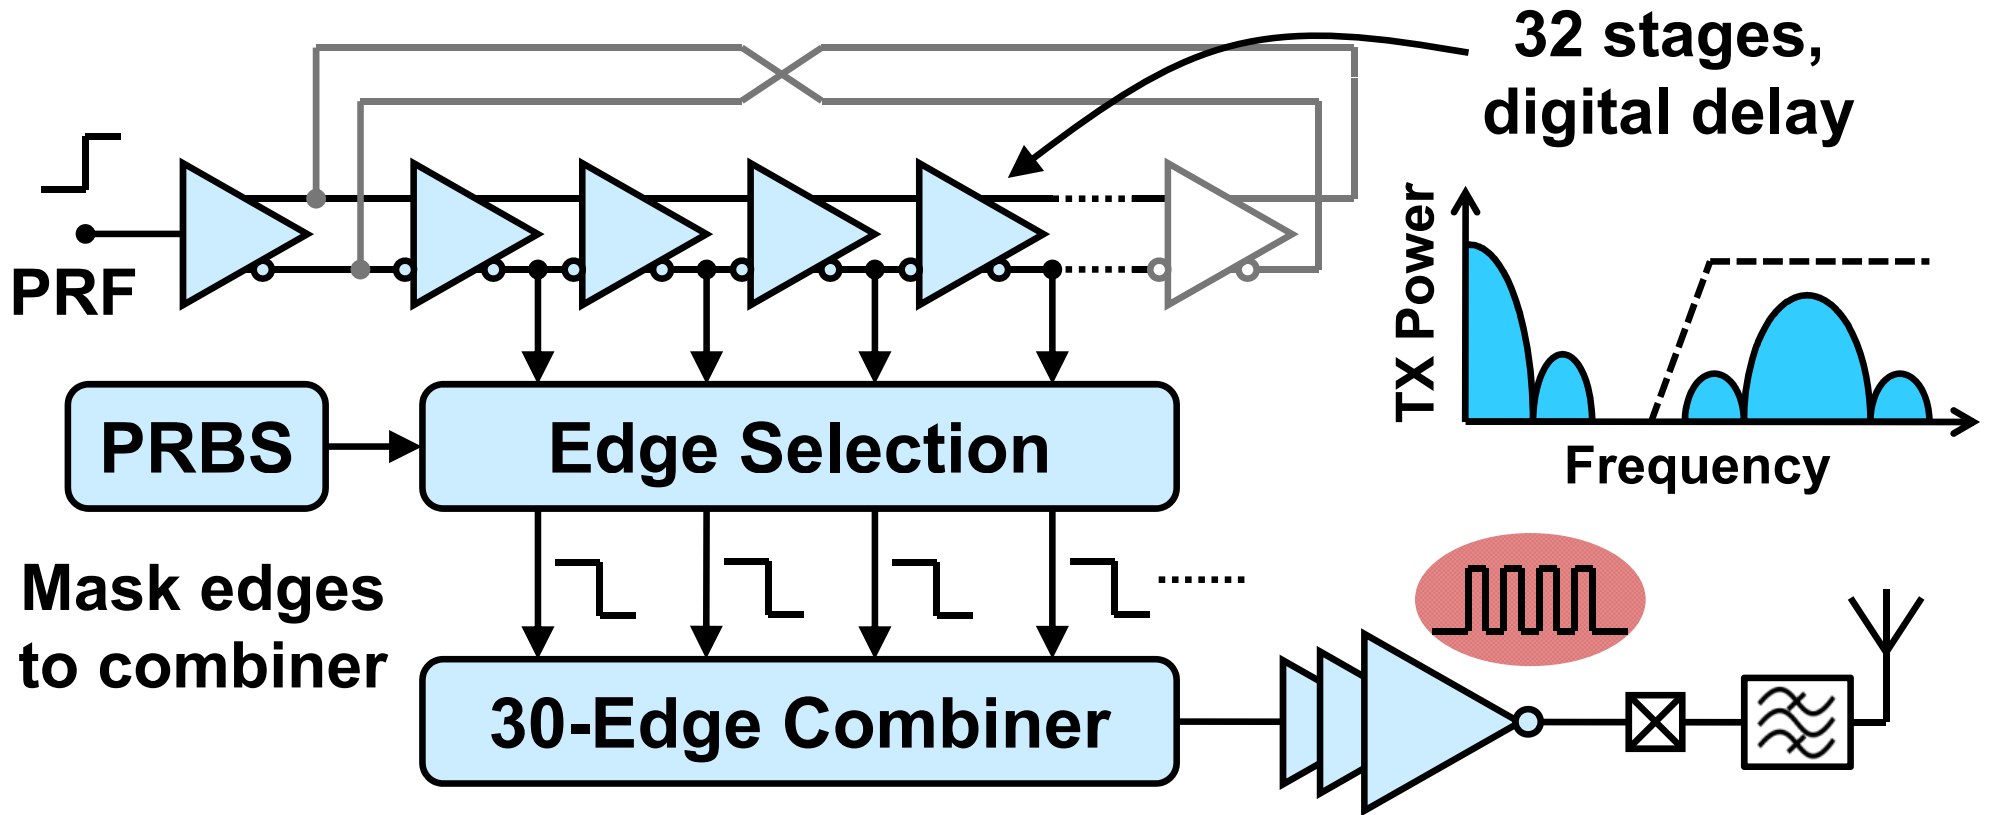 32 stages,
digital delay
PRF
TX Power
Frequency
PRBS
Edge Selection
Mask edges
to combiner
30-Edge Combiner